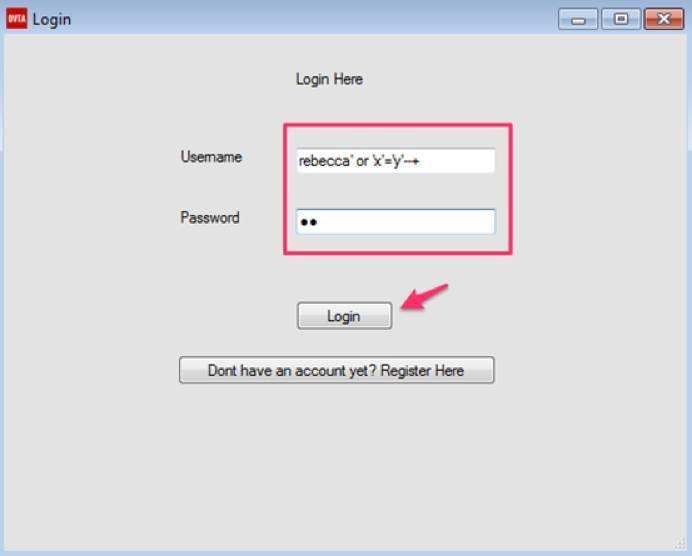 DVTA Login
Login Here
Username
rebecca' or 'x'='y'--+
Password
Login
Dont have an account yet? Register Here